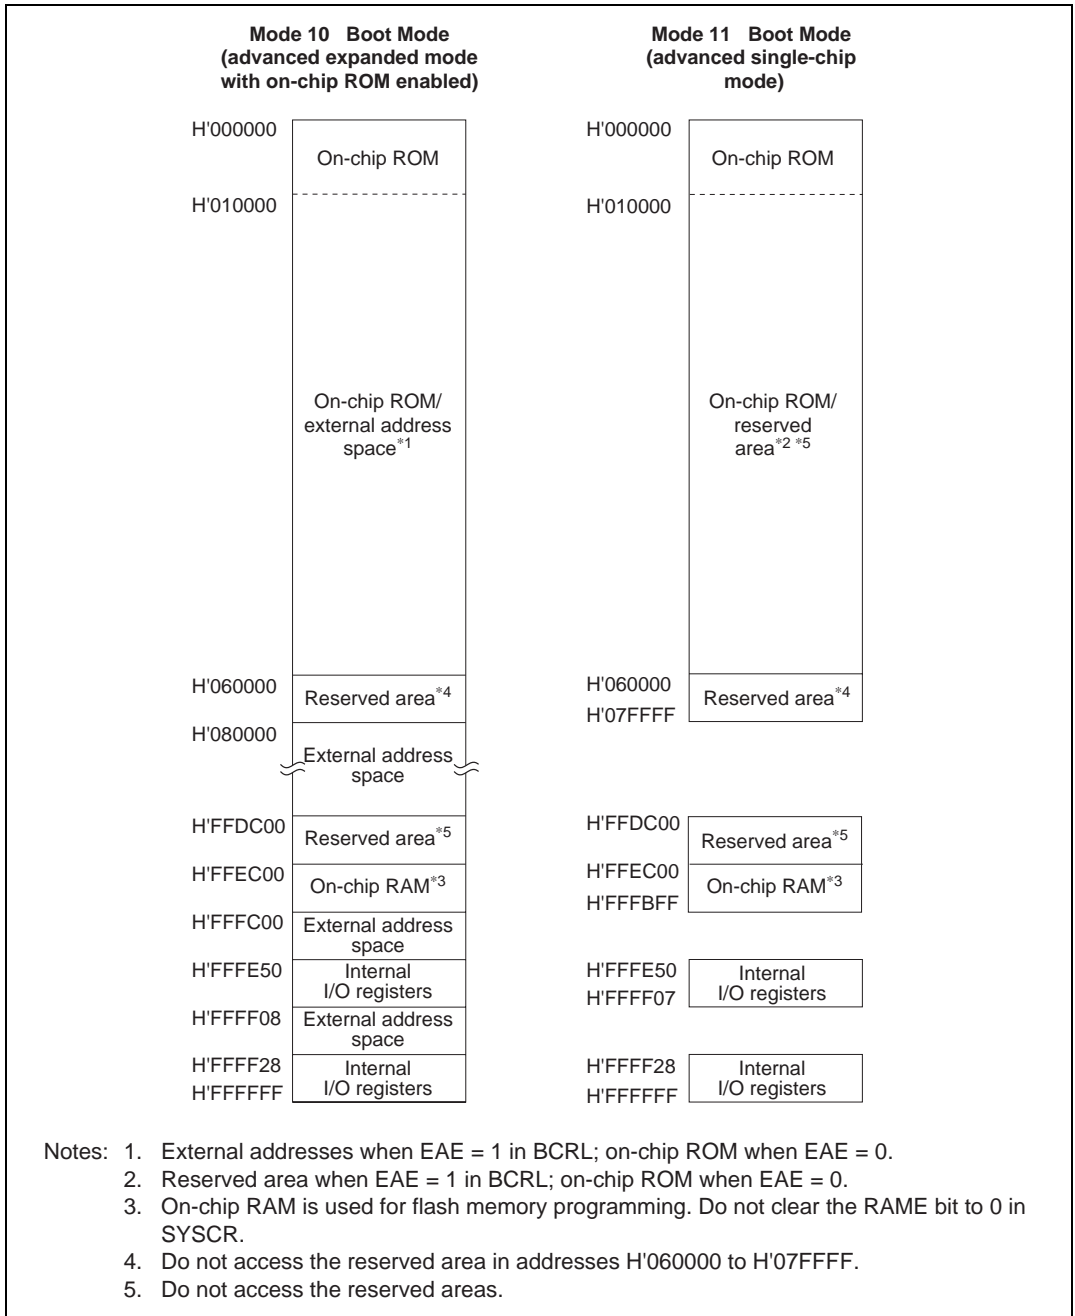 Mode 10 Boot Mode
(advanced expanded mode
with on-chip ROM enabled)
H'000000
On-chip ROM
H'010000
On-chip ROM/
external address
space*1
H'060000
Reserved area*4
H'080000
External address
space
H'FFDC00
Reserved area*5
H'FFEC00
On-chip RAM*3
H'FFFC00
External address
space
H'FFFE50
Internal
I/O registers
H'FFFF08
External address
space
H'FFFF28
Internal
I/O registers
H'FFFFFF
Mode 11 Boot Mode
(advanced single-chip
mode)
H'000000
On-chip ROM
H'010000
On-chip ROM/
reserved
area*2 *5
H'060000
Reserved area*4
H'07FFFF
H'FFDC00
Reserved area*5
H'FFEC00
On-chip RAM*3
H'FFFBFF
H'FFFE50
Internal
I/O registers
H'FFFF07
H'FFFF28
Internal
I/O registers
H'FFFFFF
Notes: 1. External addresses when EAE = 1 in BCRL; on-chip ROM when EAE = 0.
2. Reserved area when EAE = 1 in BCRL; on-chip ROM when EAE = 0.
3. On-chip RAM is used for flash memory programming. Do not clear the RAME bit to 0 in
SYSCR.
4. Do not access the reserved area in addresses H'060000 to H'07FFFF.
5. Do not access the reserved areas.